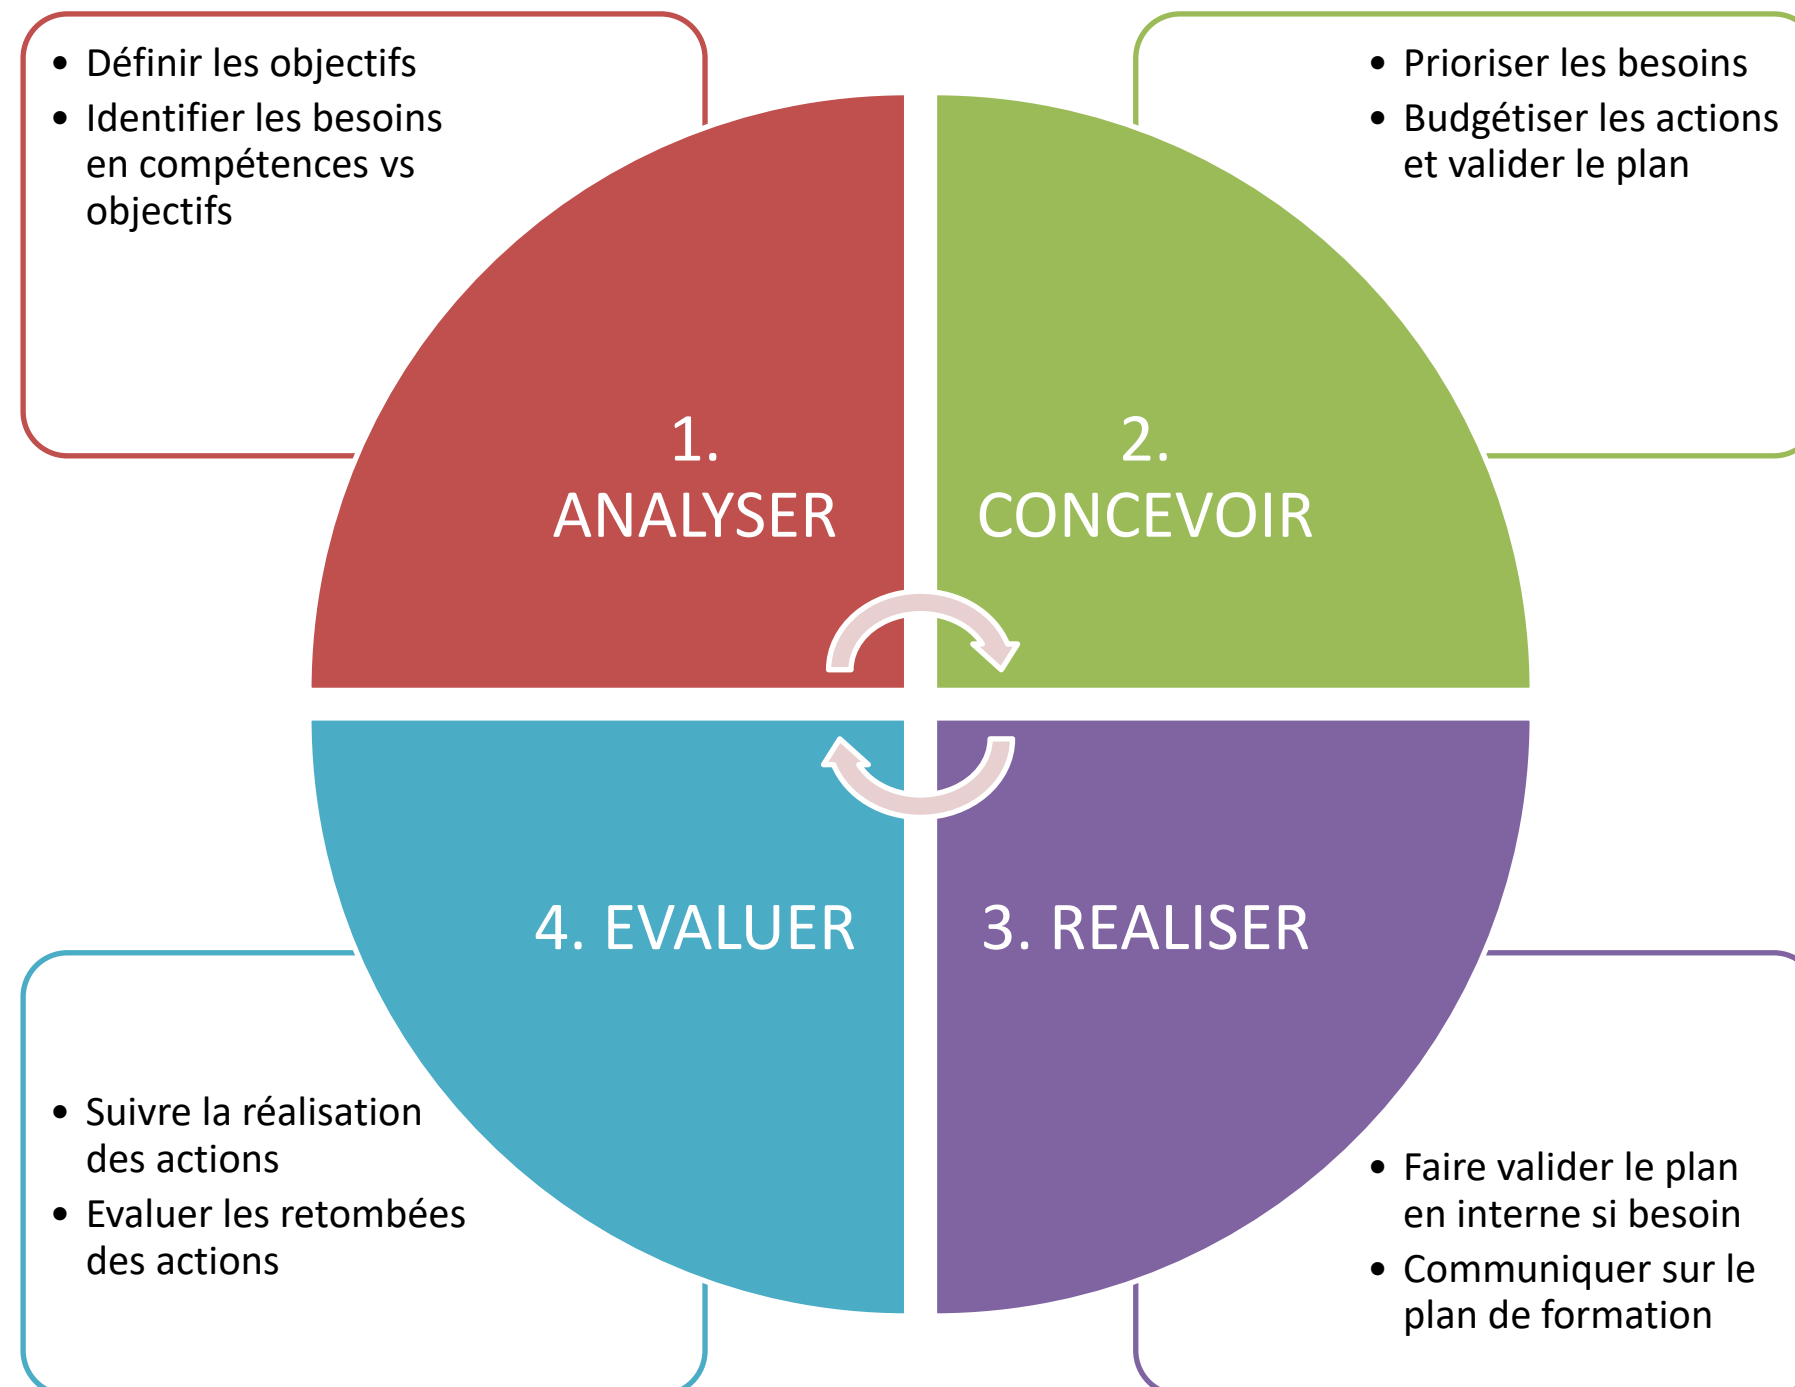 • Définir les objectifs
• Identifier les besoins
en compétences vs
objectifs
• Prioriser les besoins
• Budgétiser les actions
et valider le plan
1.
ANALYSER
2.
CONCEVOIR
4. EVALUER
3. REALISER
• Suivre la réalisation
des actions
• Evaluer les retombées
des actions
• Faire valider le plan
en interne si besoin
• Communiquer sur le
plan de formation